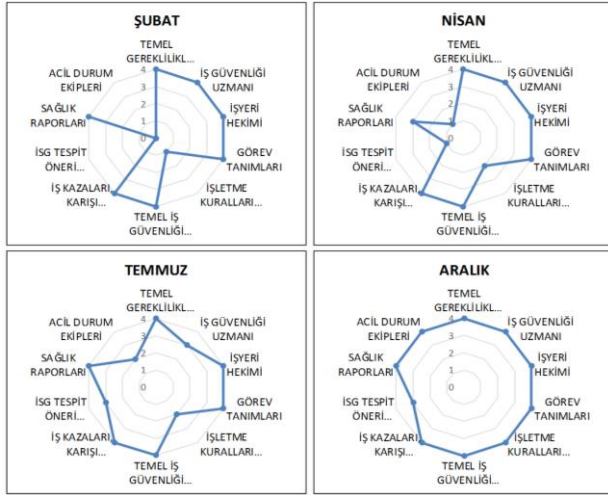 ŞUBAT
TEMEL
GEREKLİLİKL...
İŞ GÜVENLİĞİ
UZMANI
İŞYERİ
HEKİMİ
GÖREV
TANIMLARI
İŞLETME
KURALLARI...
TEMEL İŞ
GÜVENLİĞİ...
İŞ KAZALARI
KARIŞI...
İSG TESPİT
ÖNERİ...
SAĞLIK
RAPORLARI
ACİL DURUM
EKİPLERİ
4
3
2
1
0
NİSAN
TEMEL
GEREKLİLİKL...
İŞ GÜVENLİĞİ
UZMANI
İŞYERİ
HEKİMİ
GÖREV
TANIMLARI
İŞLETME
KURALLARI...
TEMEL İŞ
GÜVENLİĞİ...
İŞ KAZALARI
KARIŞI...
İSG TESPİT
ÖNERİ...
SAĞLIK
RAPORLARI
ACİL DURUM
EKİPLERİ
4
3
2
1
0
TEMMUZ
TEMEL
GEREKLİLİKL...
İŞ GÜVENLİĞİ
UZMANI
İŞYERİ
HEKİMİ
GÖREV
TANIMLARI
İŞLETME
KURALLARI...
TEMEL İŞ
GÜVENLİĞİ...
İŞ KAZALARI
KARIŞI...
İSG TESPİT
ÖNERİ...
SAĞLIK
RAPORLARI
ACİL DURUM
EKİPLERİ
4
3
2
1
0
ARALIK
TEMEL
GEREKLİLİKL...
İŞ GÜVENLİĞİ
UZMANI
İŞYERİ
HEKİMİ
GÖREV
TANIMLARI
İŞLETME
KURALLARI...
TEMEL İŞ
GÜVENLİĞİ...
İŞ KAZALARI
KARIŞI...
İSG TESPİT
ÖNERİ...
SAĞLIK
RAPORLARI
ACİL DURUM
EKİPLERİ
4
3
2
1
0